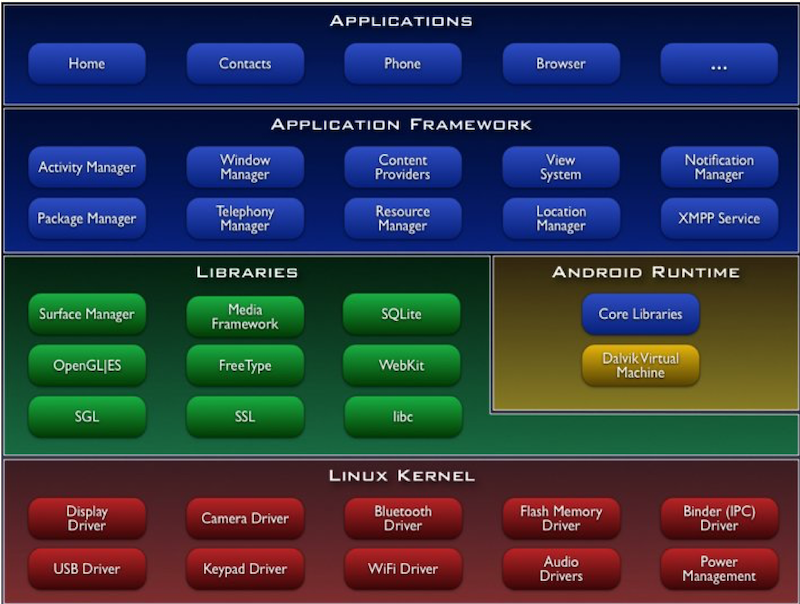 APPLICATIONS
Home
Contacts
Phone
Browser
...
APPLICATION FRAMEWORK
Activity Manager
Window
Manager
Content
Providers
View
System
Notification
Manager
Package Manager
Telephony
Manager
Resource
Manager
Location
Manager
XMPP Service
LIBRARIES
Surface Manager
Media
Framework
SQLite
OpenGL|ES
FreeType
WebKit
SGL
SSL
libc
ANDROID RUNTIME
Core Libraries
Dalvik Virtual
Machine
LINUX KERNEL
Display
Driver
Camera Driver
Bluetooth
Driver
Flash Memory
Driver
Binder (IPC)
Driver
USB Driver
Keypad Driver
WiFi Driver
Audio
Drivers
Power
Management